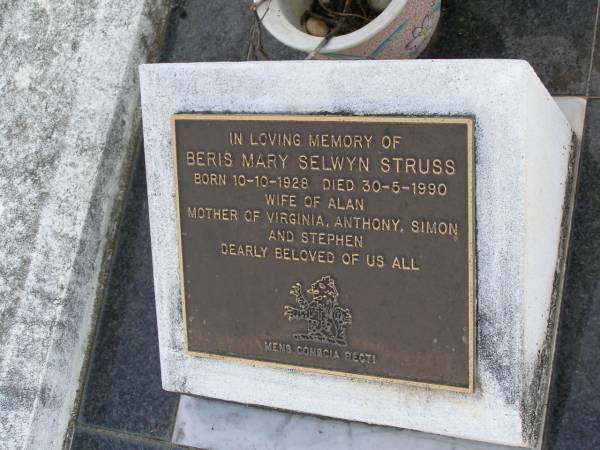 IN LOVING MEMORY OF
BERIS MARY SELWYN STRUSS
BORN 10-10-1928 DIED 30-5-1990
WIFE OF ALAN
MOTHER OF VIRGINIA, ANTHONY, SIMON
AND STEPHEN
DEARLY BELOVED OF US ALL
MENS CONSCIA RECTI